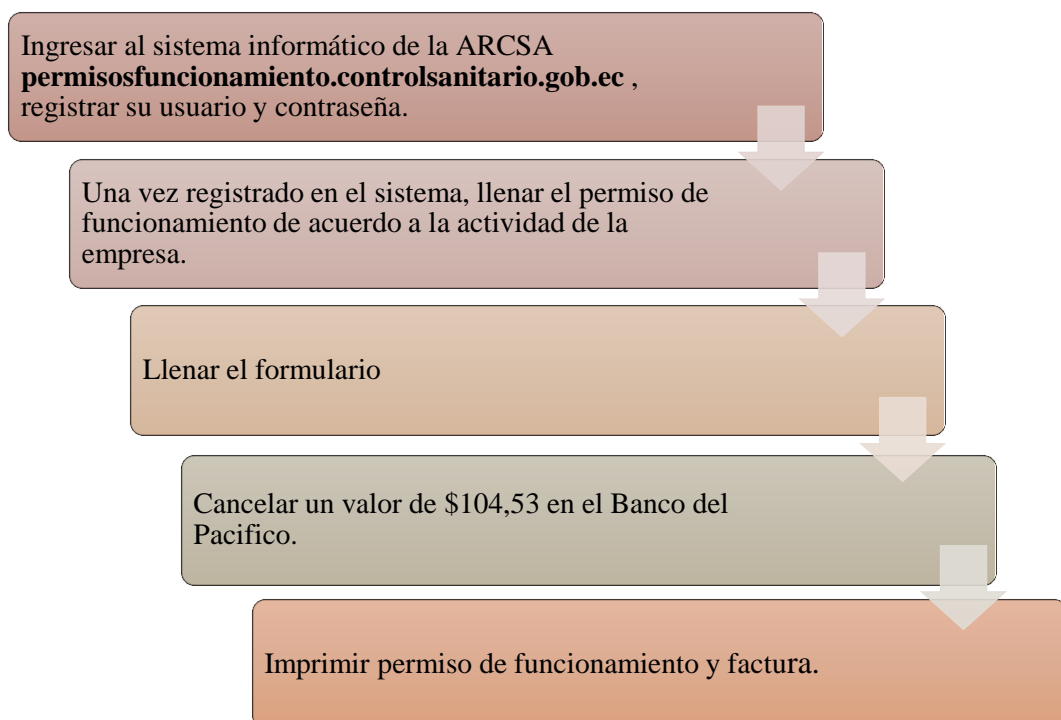 Ingresar al sistema informático de la ARCSA
permisosfuncionamiento.controlsanitario.gob.ec ,
registrar su usuario y contraseña.
Una vez registrado en el sistema, llenar el permiso de
funcionamiento de acuerdo a la actividad de la
empresa.
Llenar el formulario
Cancelar un valor de $104,53 en el Banco del
Pacifico.
Imprimir permiso de funcionamiento y factura.